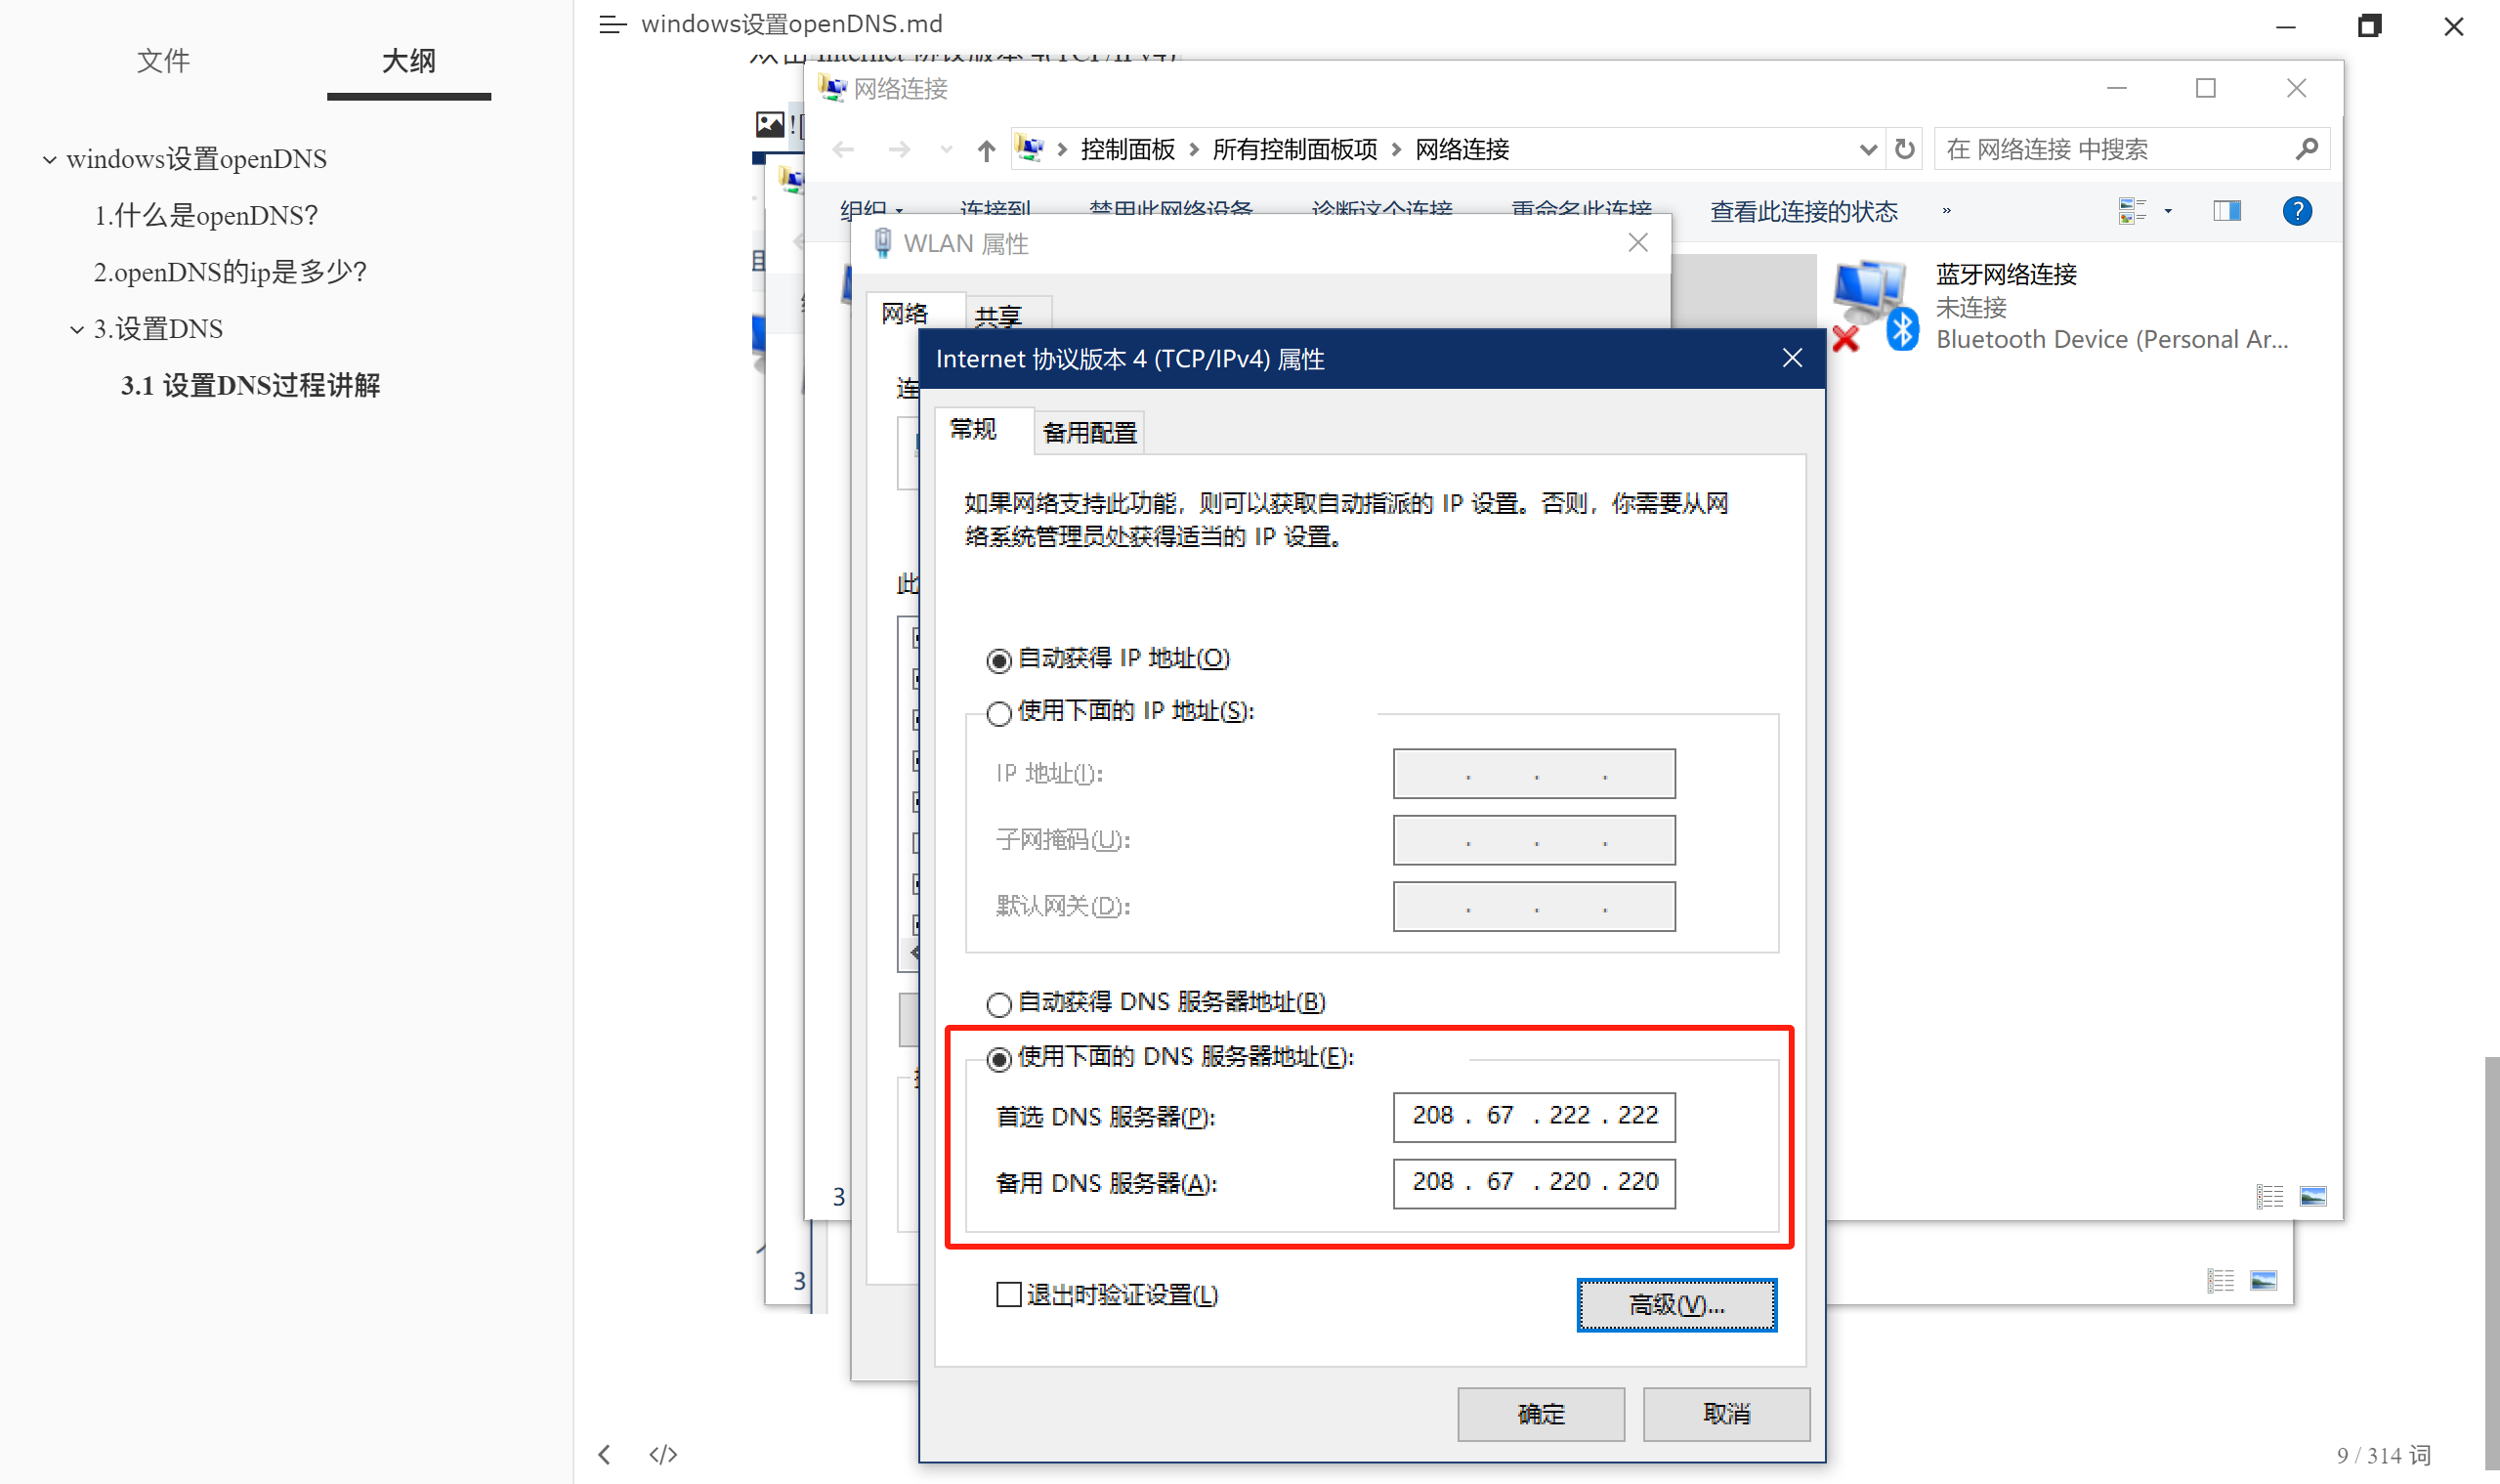 文件
大纲
windows设置openDNS
1.什么是openDNS?
2.openDNS的ip是多少?
3.设置DNS
3.1 设置DNS过程讲解
windows设置openDNS.md
双击 Internet 协议版本 4(TCP/IPv4)
![
网络连接
控制面板 > 所有控制面板项 > 网络连接
在 网络连接 中搜索
组织
连接到
禁用此网络设备
诊断这个连接
重命名此连接
查看此连接的状态
»
WLAN 属性
网络
共享
蓝牙网络连接
未连接
Bluetooth Device (Personal Ar...
Internet 协议版本 4 (TCP/IPv4) 属性
常规
备用配置
连
如果网络支持此功能，则可以获取自动指派的 IP 设置。否则，你需要从网
络系统管理员处获得适当的 IP 设置。
此
自动获得 IP 地址(O)
使用下面的 IP 地址(S):
IP 地址(I):
. . .
子网掩码(U):
. . .
默认网关(D):
. . .
自动获得 DNS 服务器地址(B)
使用下面的 DNS 服务器地址(E):
首选 DNS 服务器(P):
208 . 67 . 222 . 222
备用 DNS 服务器(A):
208 . 67 . 220 . 220
3
3
退出时验证设置(L)
高级(V)...
确定
取消
</>
9 / 314 词